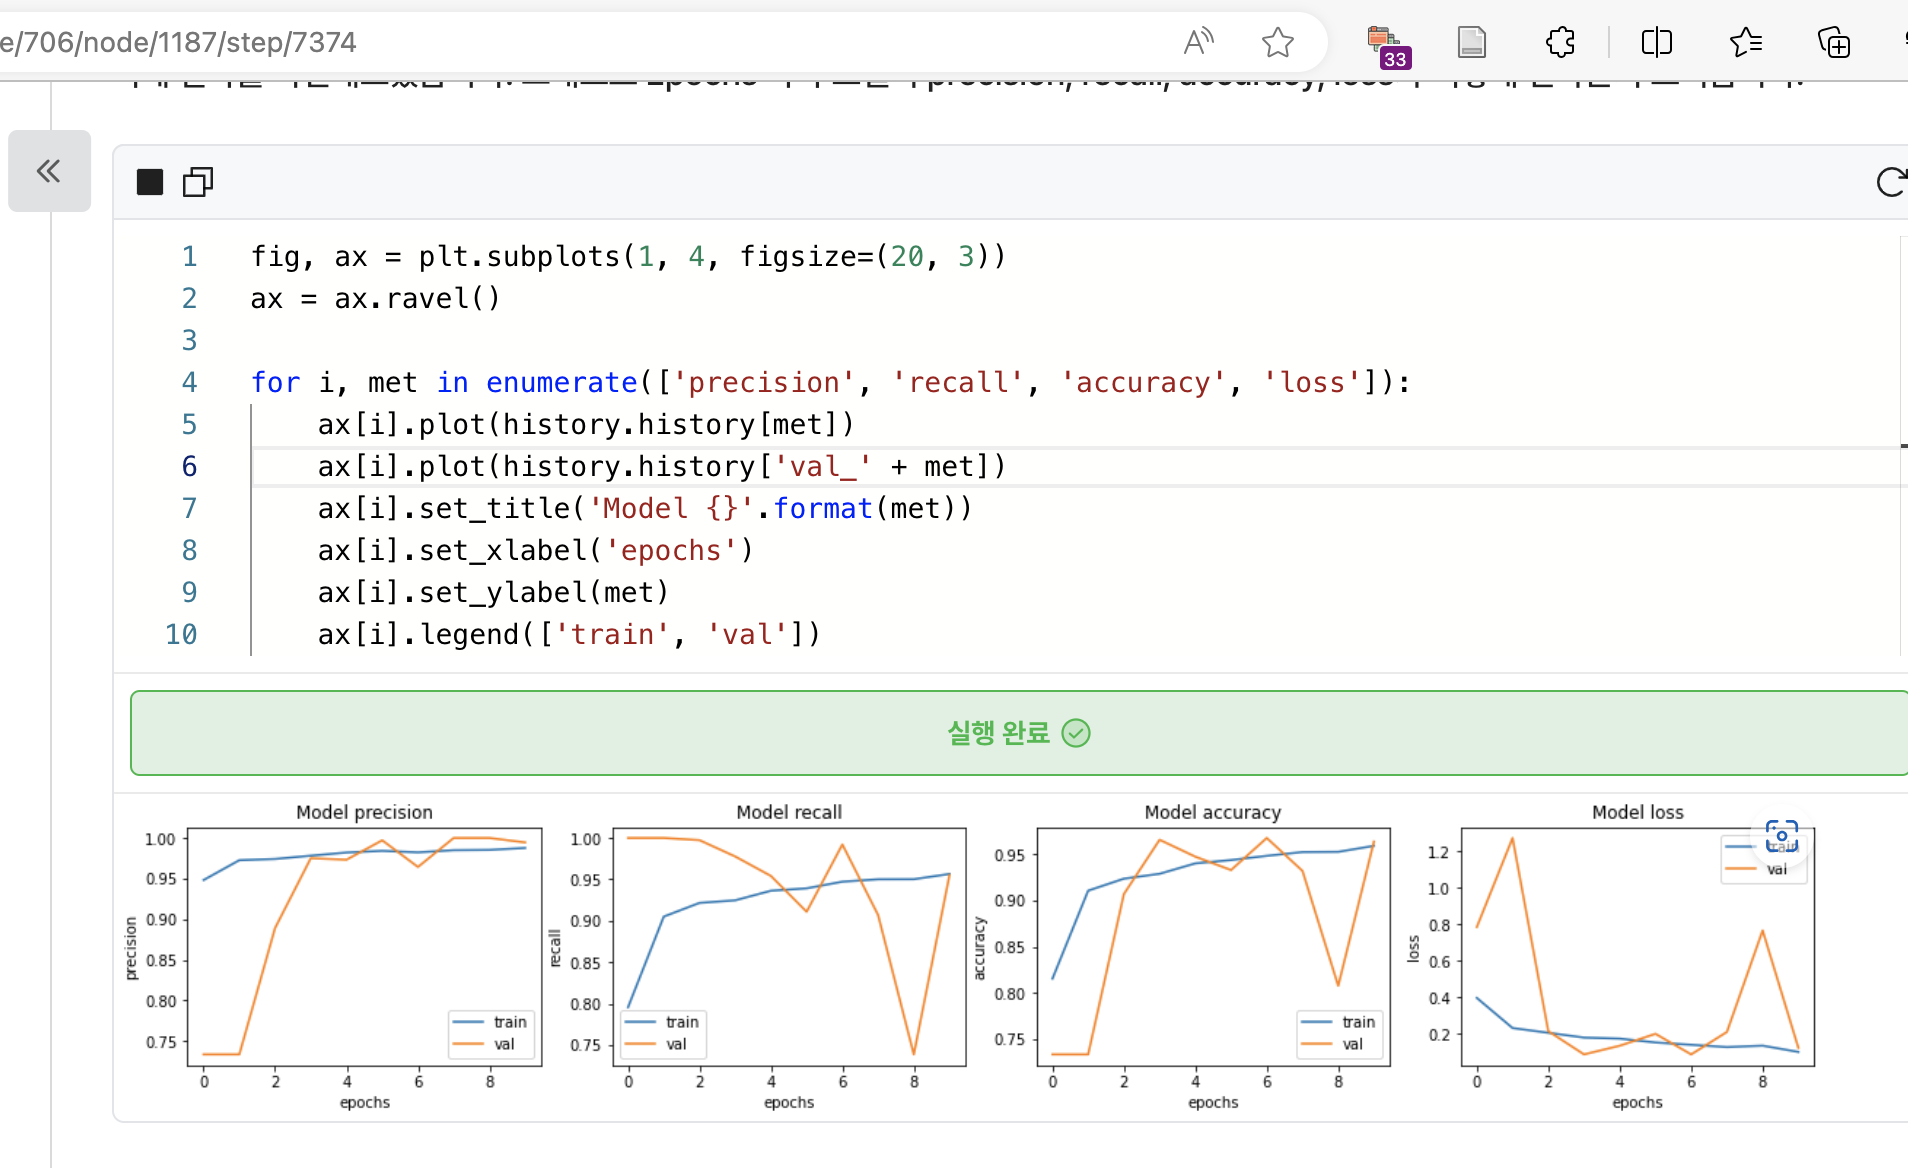 e/706/node/1187/step/7374
33
Epochs precision, recall, accuracy, loss
1 fig, ax = plt.subplots(1, 4, figsize=(20, 3))
2 ax = ax.ravel()
3
4 for i, met in enumerate(['precision', 'recall', 'accuracy', 'loss']):
5 ax[i].plot(history.history[met])
6 ax[i].plot(history.history['val_' + met])
7 ax[i].set_title('Model {}'.format(met))
8 ax[i].set_xlabel('epochs')
9 ax[i].set_ylabel(met)
10 ax[i].legend(['train', 'val'])
실행 완료
Model precision
1.00
0.95
0.90
0.85
0.80
0.75
precision
train
val
0 2 4 6 8
epochs
Model recall
1.00
0.95
0.90
0.85
0.80
0.75
recall
train
val
0 2 4 6 8
epochs
Model accuracy
0.95
0.90
0.85
0.80
0.75
accuracy
train
val
0 2 4 6 8
epochs
Model loss
1.2
1.0
0.8
0.6
0.4
0.2
loss
train
val
0 2 4 6 8
epochs